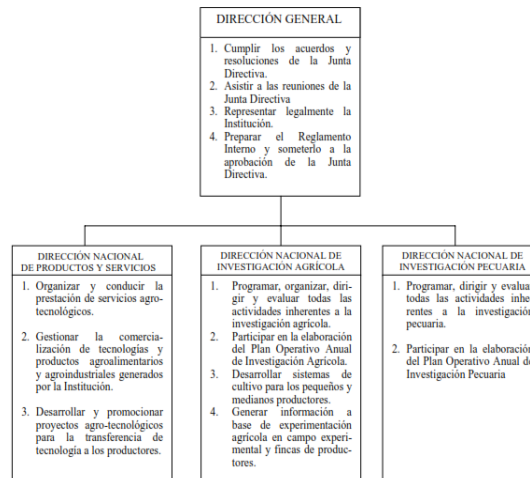 DIRECCIÓN GENERAL
1. Cumplir los acuerdos y
resoluciones de la Junta
Directiva.
2. Asistir a las reuniones de la
Junta Directiva
3. Representar legalmente la
Institución.
4. Preparar el Reglamento
Interno y someterlo a la
aprobación de la Junta
Directiva.
DIRECCIÓN NACIONAL
DE PRODUCTOS Y SERVICIOS
1. Organizar y conducir la
prestación de servicios agro-
tecnológicos.
2. Gestionar la comercia-
lización de tecnologías y
productos agroalimentarios
y agroindustriales generados
por la Institución.
3. Desarrollar y promocionar
proyectos agro-tecnológicos
para la transferencia de
tecnología a los productores.
DIRECCIÓN NACIONAL DE
INVESTIGACIÓN AGRÍCOLA
1. Programar, organizar, diri-
gir y evaluar todas las
actividades inherentes a la
investigación agrícola.
2. Participar en la elaboración
del Plan Operativo Anual
de Investigación Agrícola.
3. Desarrollar sistemas de
cultivo para los pequeños y
medianos productores.
4. Generar información a
base de experimentación
agrícola en campo experi-
mental y fincas de produc-
tores.
DIRECCIÓN NACIONAL DE
INVESTIGACIÓN PECUARIA
1. Programar, dirigir y evaluar
todas las actividades inhe-
rentes a la investigación
pecuaria.
2. Participar en la elaboración
del Plan Operativo Anual de
Investigación Pecuaria